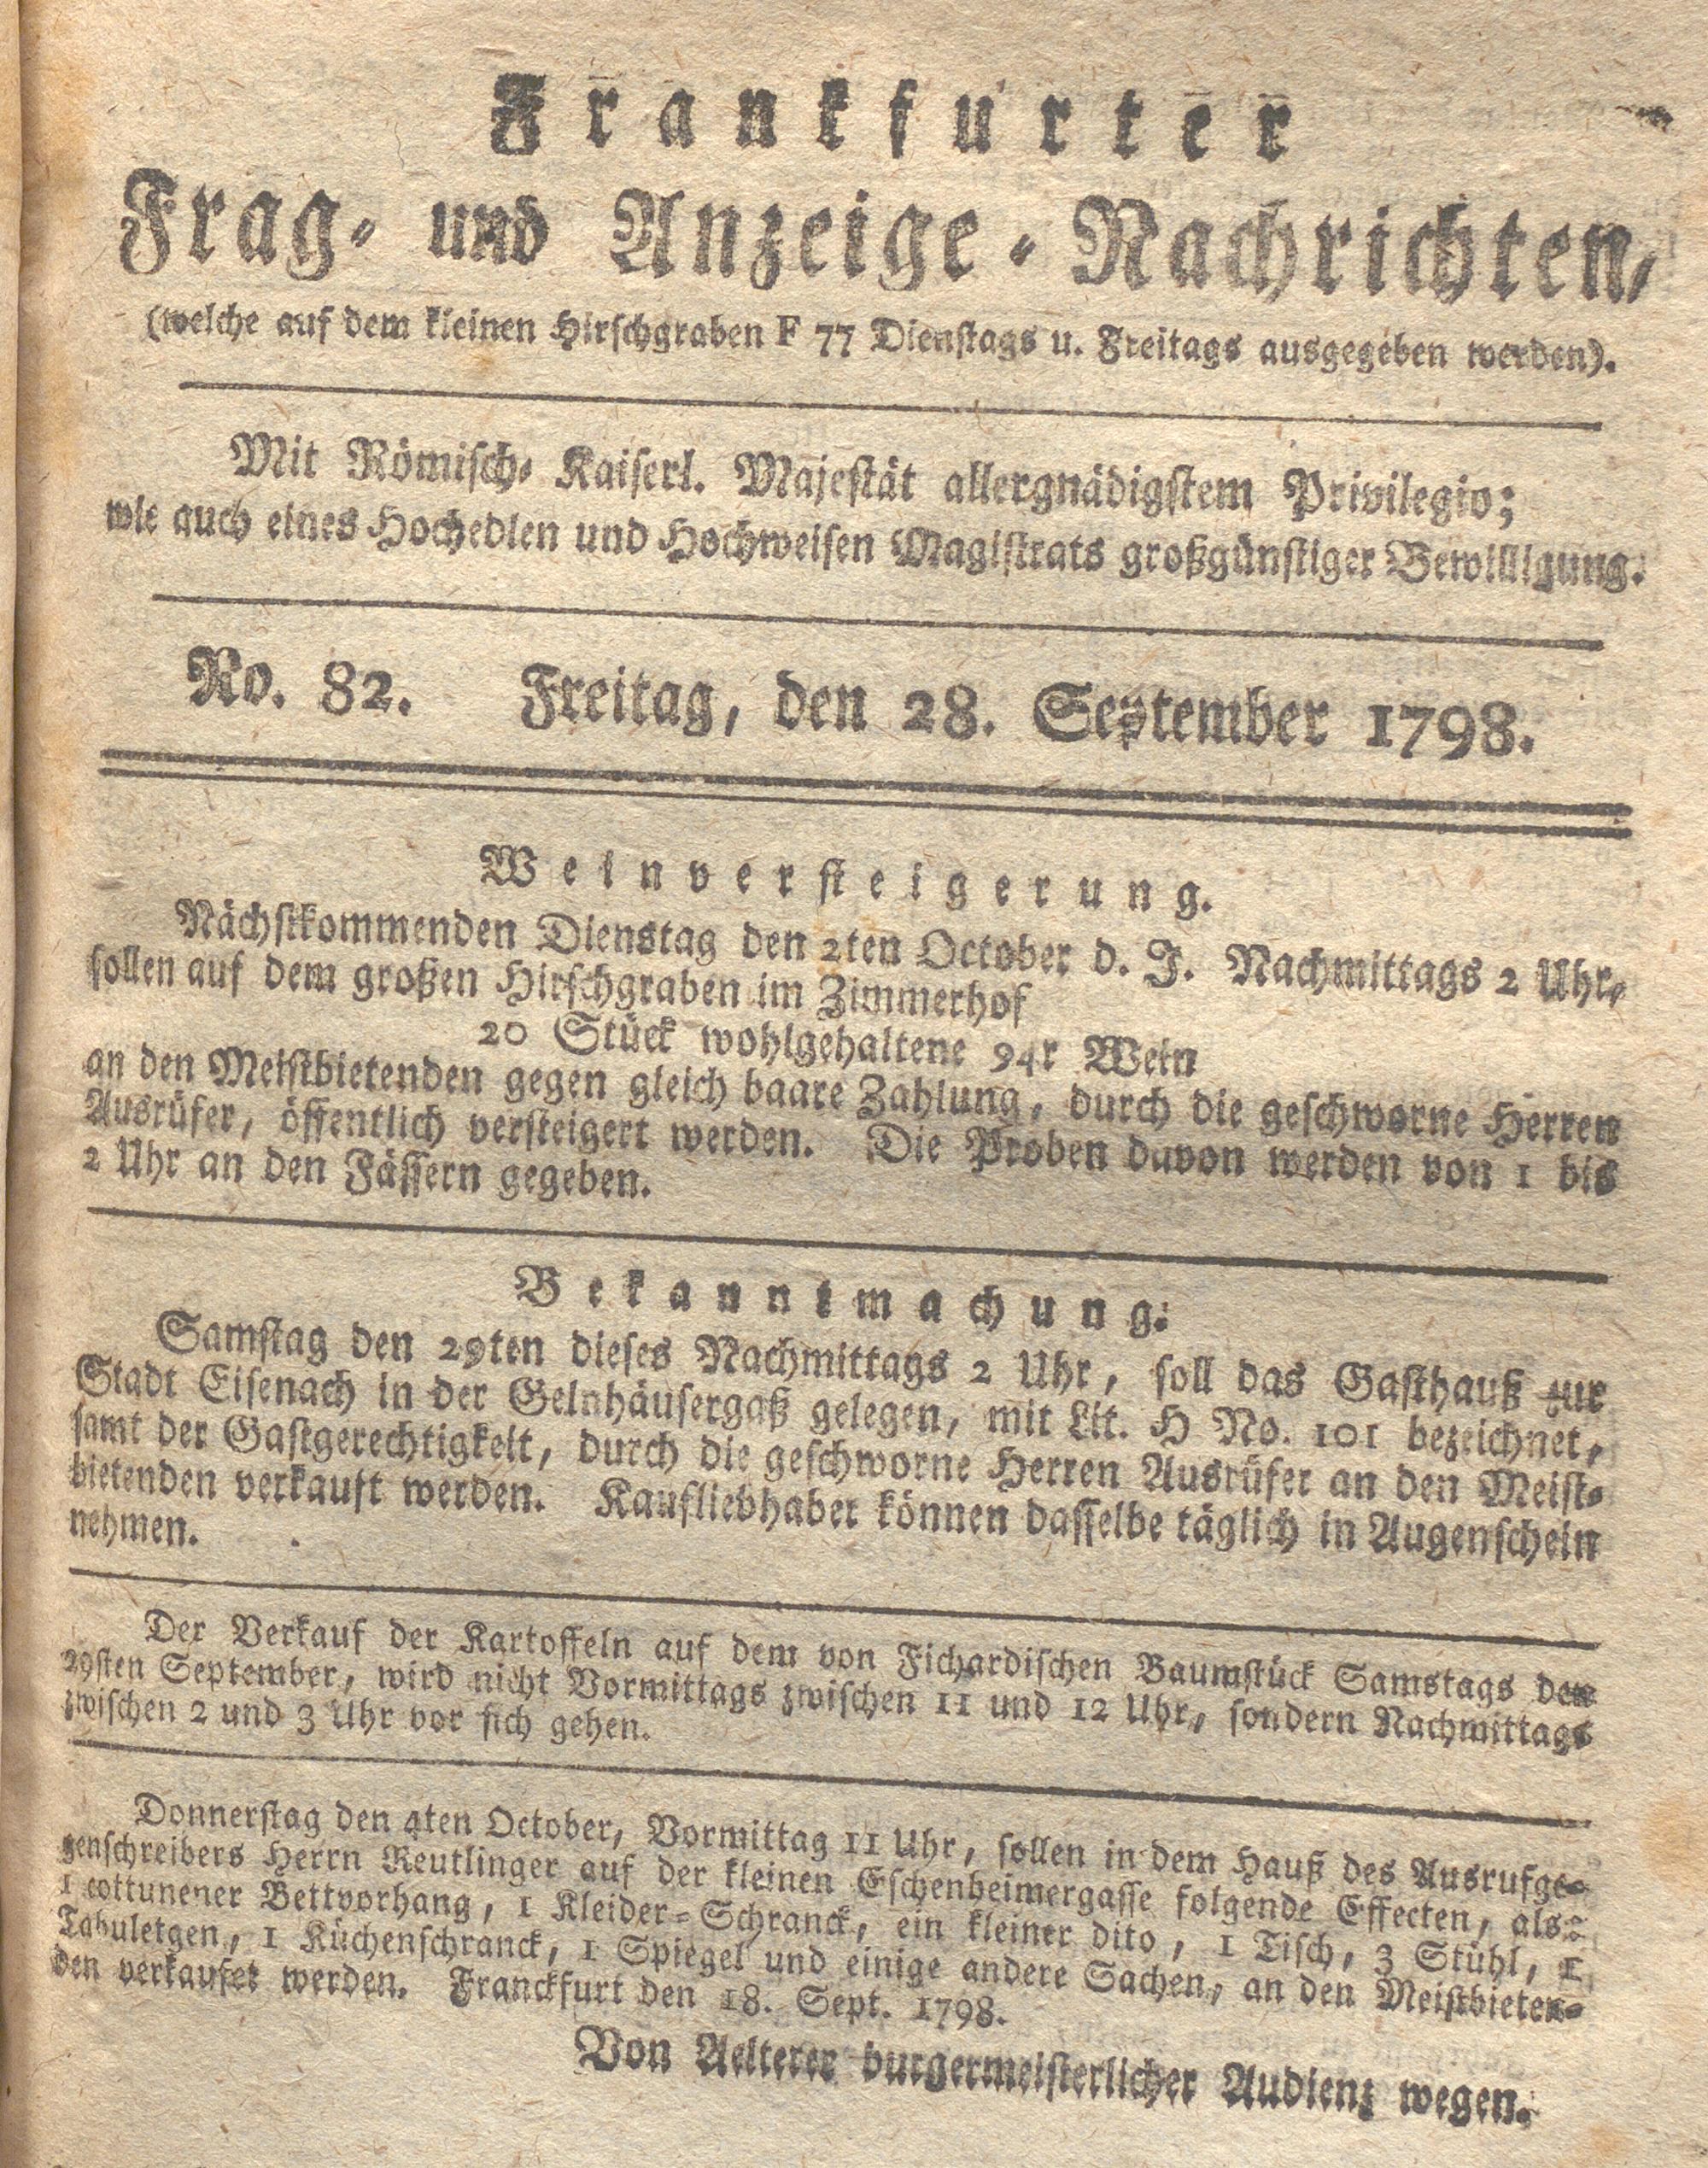 Frankfurter
Frag- und Anzeige-Nachrichten,
(welche auf dem kleinen Hirschgraben F 77 Dienstags u. Freitags ausgegeben werden).
Mit Römisch- Kaiserl. Majestät allergnädigstem Privilegio;
wie auch eines Hochedlen und Hochweisen Magistrats großgünstiger Bewilligung.
No. 82. Freitag, den 28. September 1798.
Weinversteigerung.
Nächstkommenden Dienstag den 2ten October d. J. Nachmittags 2 Uhr,
sollen auf dem großen Hirschgraben im Zimmerhof
20 Stück wohlgehaltene 94r Wein
an den Meistbietenden gegen gleich baare Zahlung, durch die geschworne Herren
Ausrüfer, öffentlich versteigert werden. Die Proben davon werden von 1 bis
2 Uhr an den Fässern gegeben.
Bekanntmachung.
Samstag den 29ten dieses Nachmittags 2 Uhr, soll das Gasthauß zur
Stadt Eisenach in der Gelnhäusergaß gelegen, mit Lit. H No. 101 bezeichnet,
samt der Gastgerechtigkeit, durch die geschworne Herren Ausrüfer an den Meist-
bietenden verkauft werden. Kaufliebhaber können dasselbe täglich in Augenschein
nehmen.
Der Verkauf der Kartoffeln auf dem von Fichardischen Baumstück Samstags den
29sten September, wird nicht Vormittags zwischen 11 und 12 Uhr, sondern Nachmittags
zwischen 2 und 3 Uhr vor sich gehen.
Donnerstag den 4ten October, Vormittag 11 Uhr, sollen in dem Hauß des Ausrufge-
genschreibers Herrn Reutlinger auf der kleinen Eschenheimergasse folgende Effecten, als:
1 cottunener Bettvorhang, 1 Kleider-Schranck, ein kleiner dito, 1 Tisch, 3 Stühl, 1
Tabuletgen, 1 Küchenschranck, 1 Spiegel und einige andere Sachen, an den Meistbieten-
den verkaufet werden. Franckfurt den 18. Sept. 1798.
Von Aelterer burgermeisterlicher Audienz wegen.